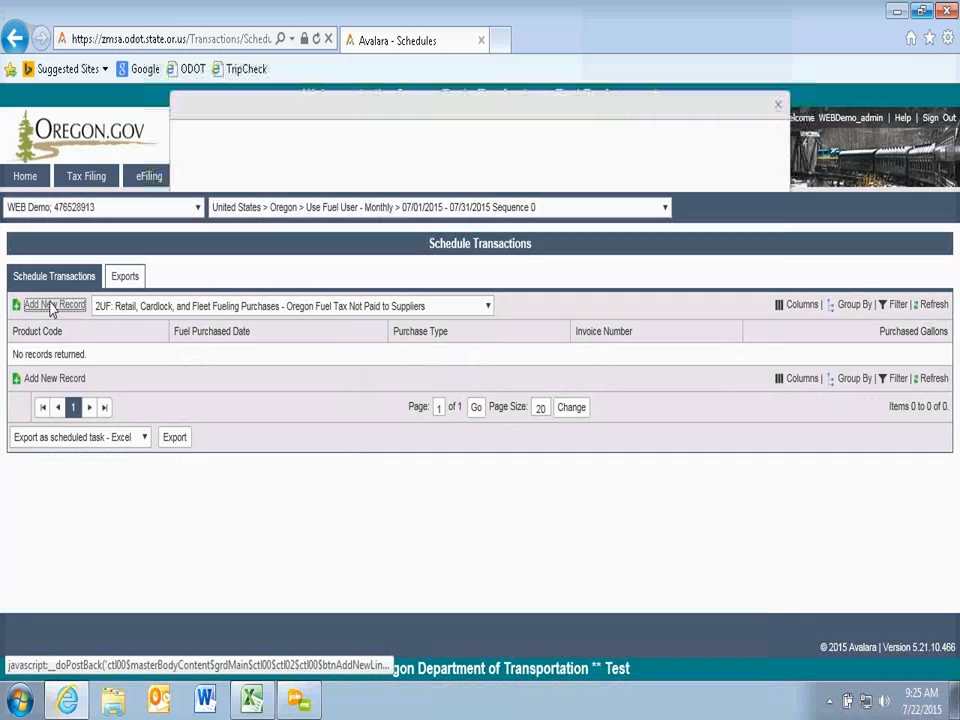 https://zmsa.odot.state.or.us/Transactions/Schedu
Avalara - Schedules
Suggested Sites
Google
ODOT
TripCheck
OREGON.GOV
WEBDemo_admin | Help | Sign Out
Home
Tax Filing
eFiling
WEB Demo; 476528913
United States > Oregon > Use Fuel User - Monthly > 07/01/2015 - 07/31/2015 Sequence 0
Schedule Transactions
Schedule Transactions
Exports
Add New Record
2UF: Retail, Cardlock, and Fleet Fueling Purchases - Oregon Fuel Tax Not Paid to Suppliers
Columns | Group By | Filter | Refresh
Product Code
Fuel Purchased Date
Purchase Type
Invoice Number
Purchased Gallons
No records returned.
Add New Record
Columns | Group By | Filter | Refresh
1
Page: 1 of 1 Go Page Size: 20 Change
Items 0 to 0 of 0.
Export as scheduled task - Excel
Export
© 2015 Avalara | Version 5.21.10.466
javascript:__doPostBack('ctl00$masterBodyContent$grdMain$ctl00$ctl02$ctl00$btnAddNewLin...
gon Department of Transportation ** Test
9:25 AM
7/22/2015